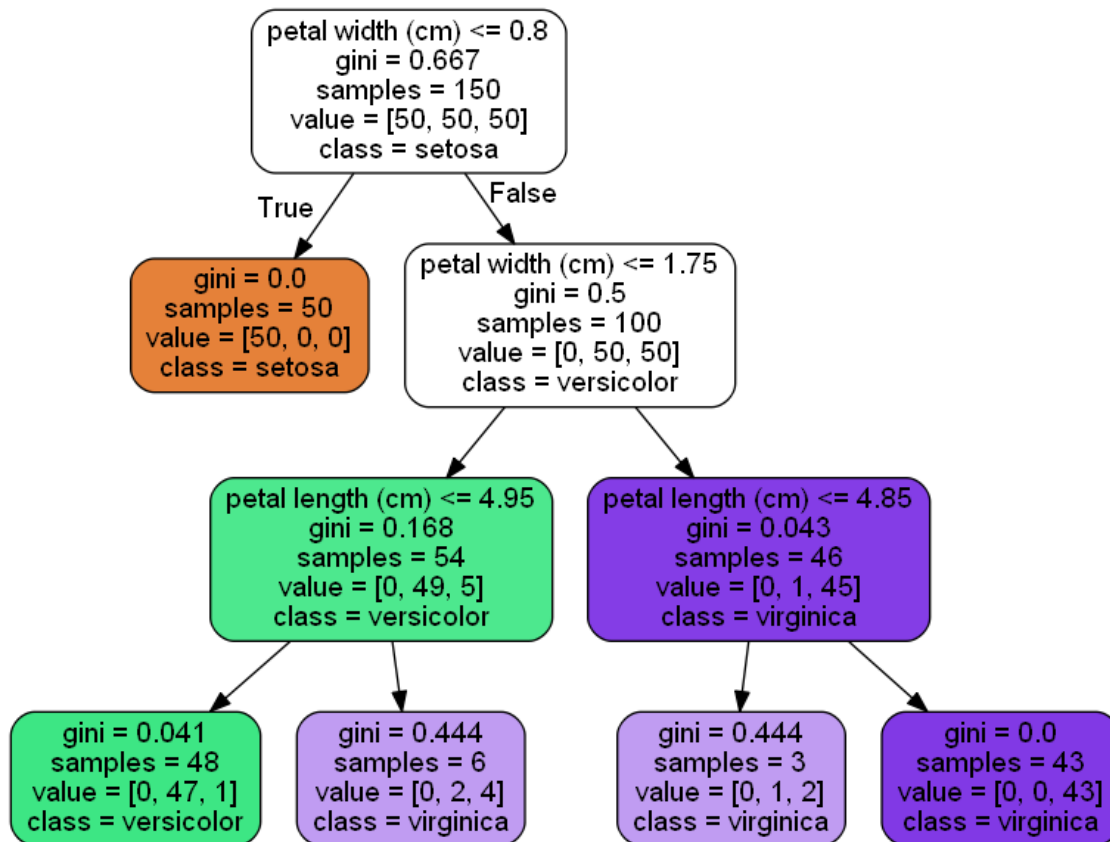 petal width (cm) <= 0.8
gini = 0.667
samples = 150
value = [50, 50, 50]
class = setosa
True
False
gini = 0.0
samples = 50
value = [50, 0, 0]
class = setosa
petal width (cm) <= 1.75
gini = 0.5
samples = 100
value = [0, 50, 50]
class = versicolor
petal length (cm) <= 4.95
gini = 0.168
samples = 54
value = [0, 49, 5]
class = versicolor
petal length (cm) <= 4.85
gini = 0.043
samples = 46
value = [0, 1, 45]
class = virginica
gini = 0.041
samples = 48
value = [0, 47, 1]
class = versicolor
gini = 0.444
samples = 6
value = [0, 2, 4]
class = virginica
gini = 0.444
samples = 3
value = [0, 1, 2]
class = virginica
gini = 0.0
samples = 43
value = [0, 0, 43]
class = virginica